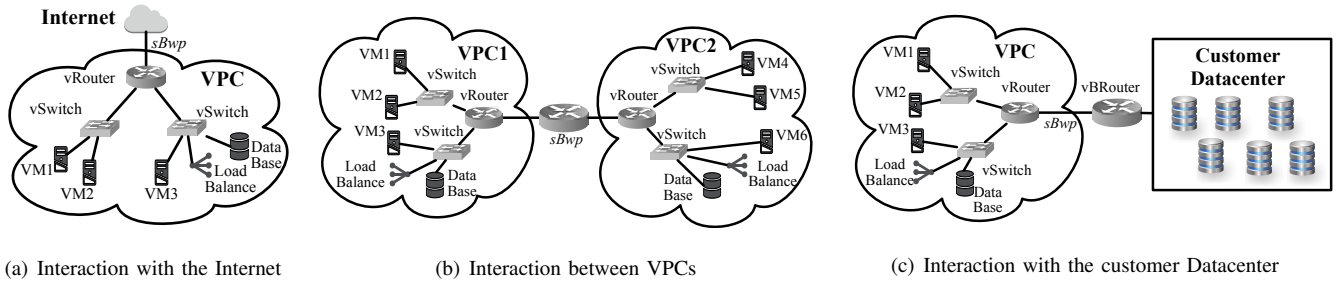 Internet
sBwp
vRouter
VPC
vSwitch
vSwitch
VM1
VM2
VM3
Data
Base
Load
Balance
(a) Interaction with the Internet
VPC1
VM1
vSwitch
VM2
vRouter
VM3
vSwitch
Load
Balance
Data
Base
sBwp
VPC2
vSwitch
VM4
vRouter
VM5
vSwitch
VM6
Data
Base
Load
Balance
(b) Interaction between VPCs
VPC
VM1
vSwitch
VM2
vRouter
VM3
Load
Balance
vSwitch
Data
Base
sBwp
vBRouter
Customer
Datacenter
(c) Interaction with the customer Datacenter